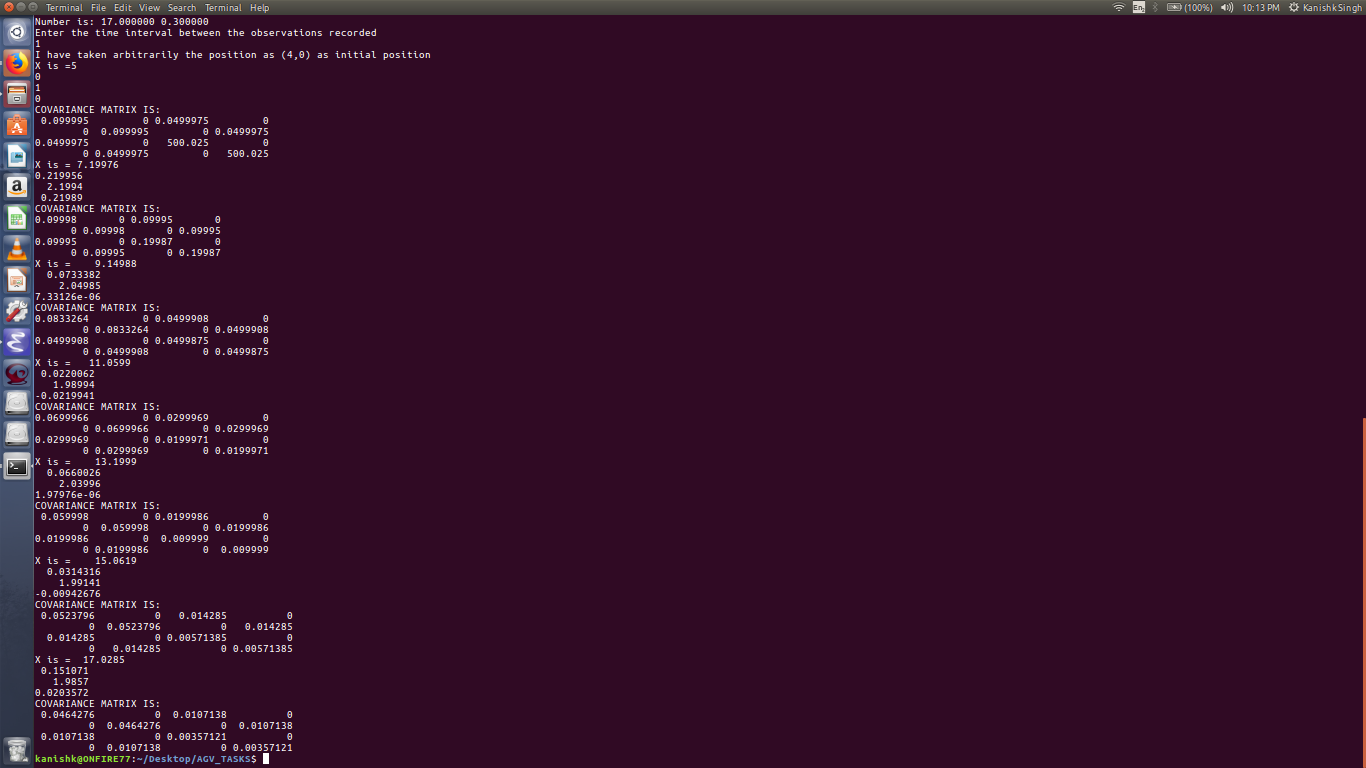 Terminal File Edit View Search Terminal Help En (100%) 10:13 PM Kanishk Singh
Number is: 17.000000 0.300000
Enter the time interval between the observations recorded
1
I have taken arbitrarily the position as (4,0) as initial position
X is =5
0
1
0
COVARIANCE MATRIX IS:
0.099995 0 0.0499975 0
0 0.099995 0 0.0499975
0.0499975 0 500.025 0
0 0.0499975 0 500.025
X is = 7.19976
0.219956
2.1994
0.21989
COVARIANCE MATRIX IS:
0.09998 0 0.09995 0
0 0.09998 0 0.09995
0.09995 0 0.19987 0
0 0.09995 0 0.19987
X is = 9.14988
0.0733382
2.04985
7.33126e-06
COVARIANCE MATRIX IS:
0.0833264 0 0.0499908 0
0 0.0833264 0 0.0499908
0.0499908 0 0.0499875 0
0 0.0499908 0 0.0499875
X is = 11.0599
0.0220062
1.98994
-0.0219941
COVARIANCE MATRIX IS:
0.0699966 0 0.0299969 0
0 0.0699966 0 0.0299969
0.0299969 0 0.0199971 0
0 0.0299969 0 0.0199971
X is = 13.1999
0.0660026
2.03996
1.97976e-06
COVARIANCE MATRIX IS:
0.059998 0 0.0199986 0
0 0.059998 0 0.0199986
0.0199986 0 0.009999 0
0 0.0199986 0 0.009999
X is = 15.0619
0.0314316
1.99141
-0.00942676
COVARIANCE MATRIX IS:
0.0523796 0 0.014285 0
0 0.0523796 0 0.014285
0.014285 0 0.00571385 0
0 0.014285 0 0.00571385
X is = 17.0285
0.151071
1.9857
0.0203572
COVARIANCE MATRIX IS:
0.0464276 0 0.0107138 0
0 0.0464276 0 0.0107138
0.0107138 0 0.00357121 0
0 0.0107138 0 0.00357121
kanishk@ONFIRE77:~/Desktop/AGV_TASKS$